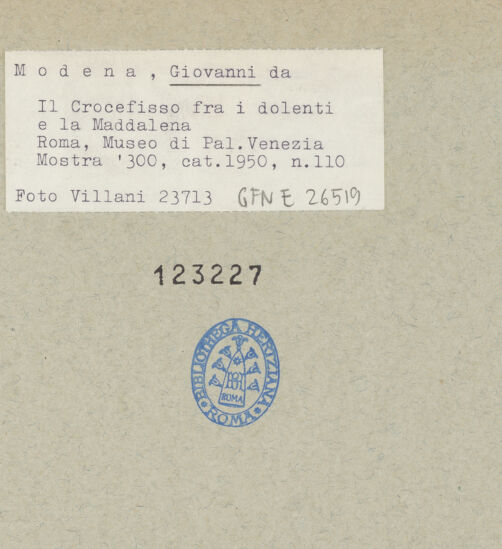 M o d e n a , Giovanni da
Il Crocefisso fra i dolenti
e la Maddalena
Roma, Museo di Pal.Venezia
Mostra '300, cat.1950, n.110
Foto Villani 23713 GFN E 26519
123227
BIBLIOTHECA HERTZIANA
ROMA
ROMA